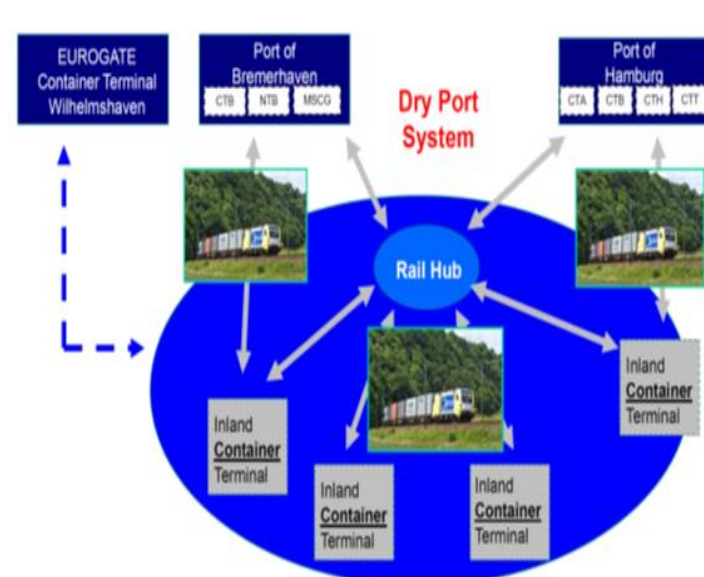 EUROGATE
Container Terminal
Wilhelmshaven
Port of
Bremerhaven
CTB NTB MSCG
Port of
Hamburg
CTA CTB CTH CTT
Dry Port
System
Rail Hub
Inland
Container
Terminal
Inland
Container
Terminal
Inland
Container
Terminal
Inland
Container
Terminal